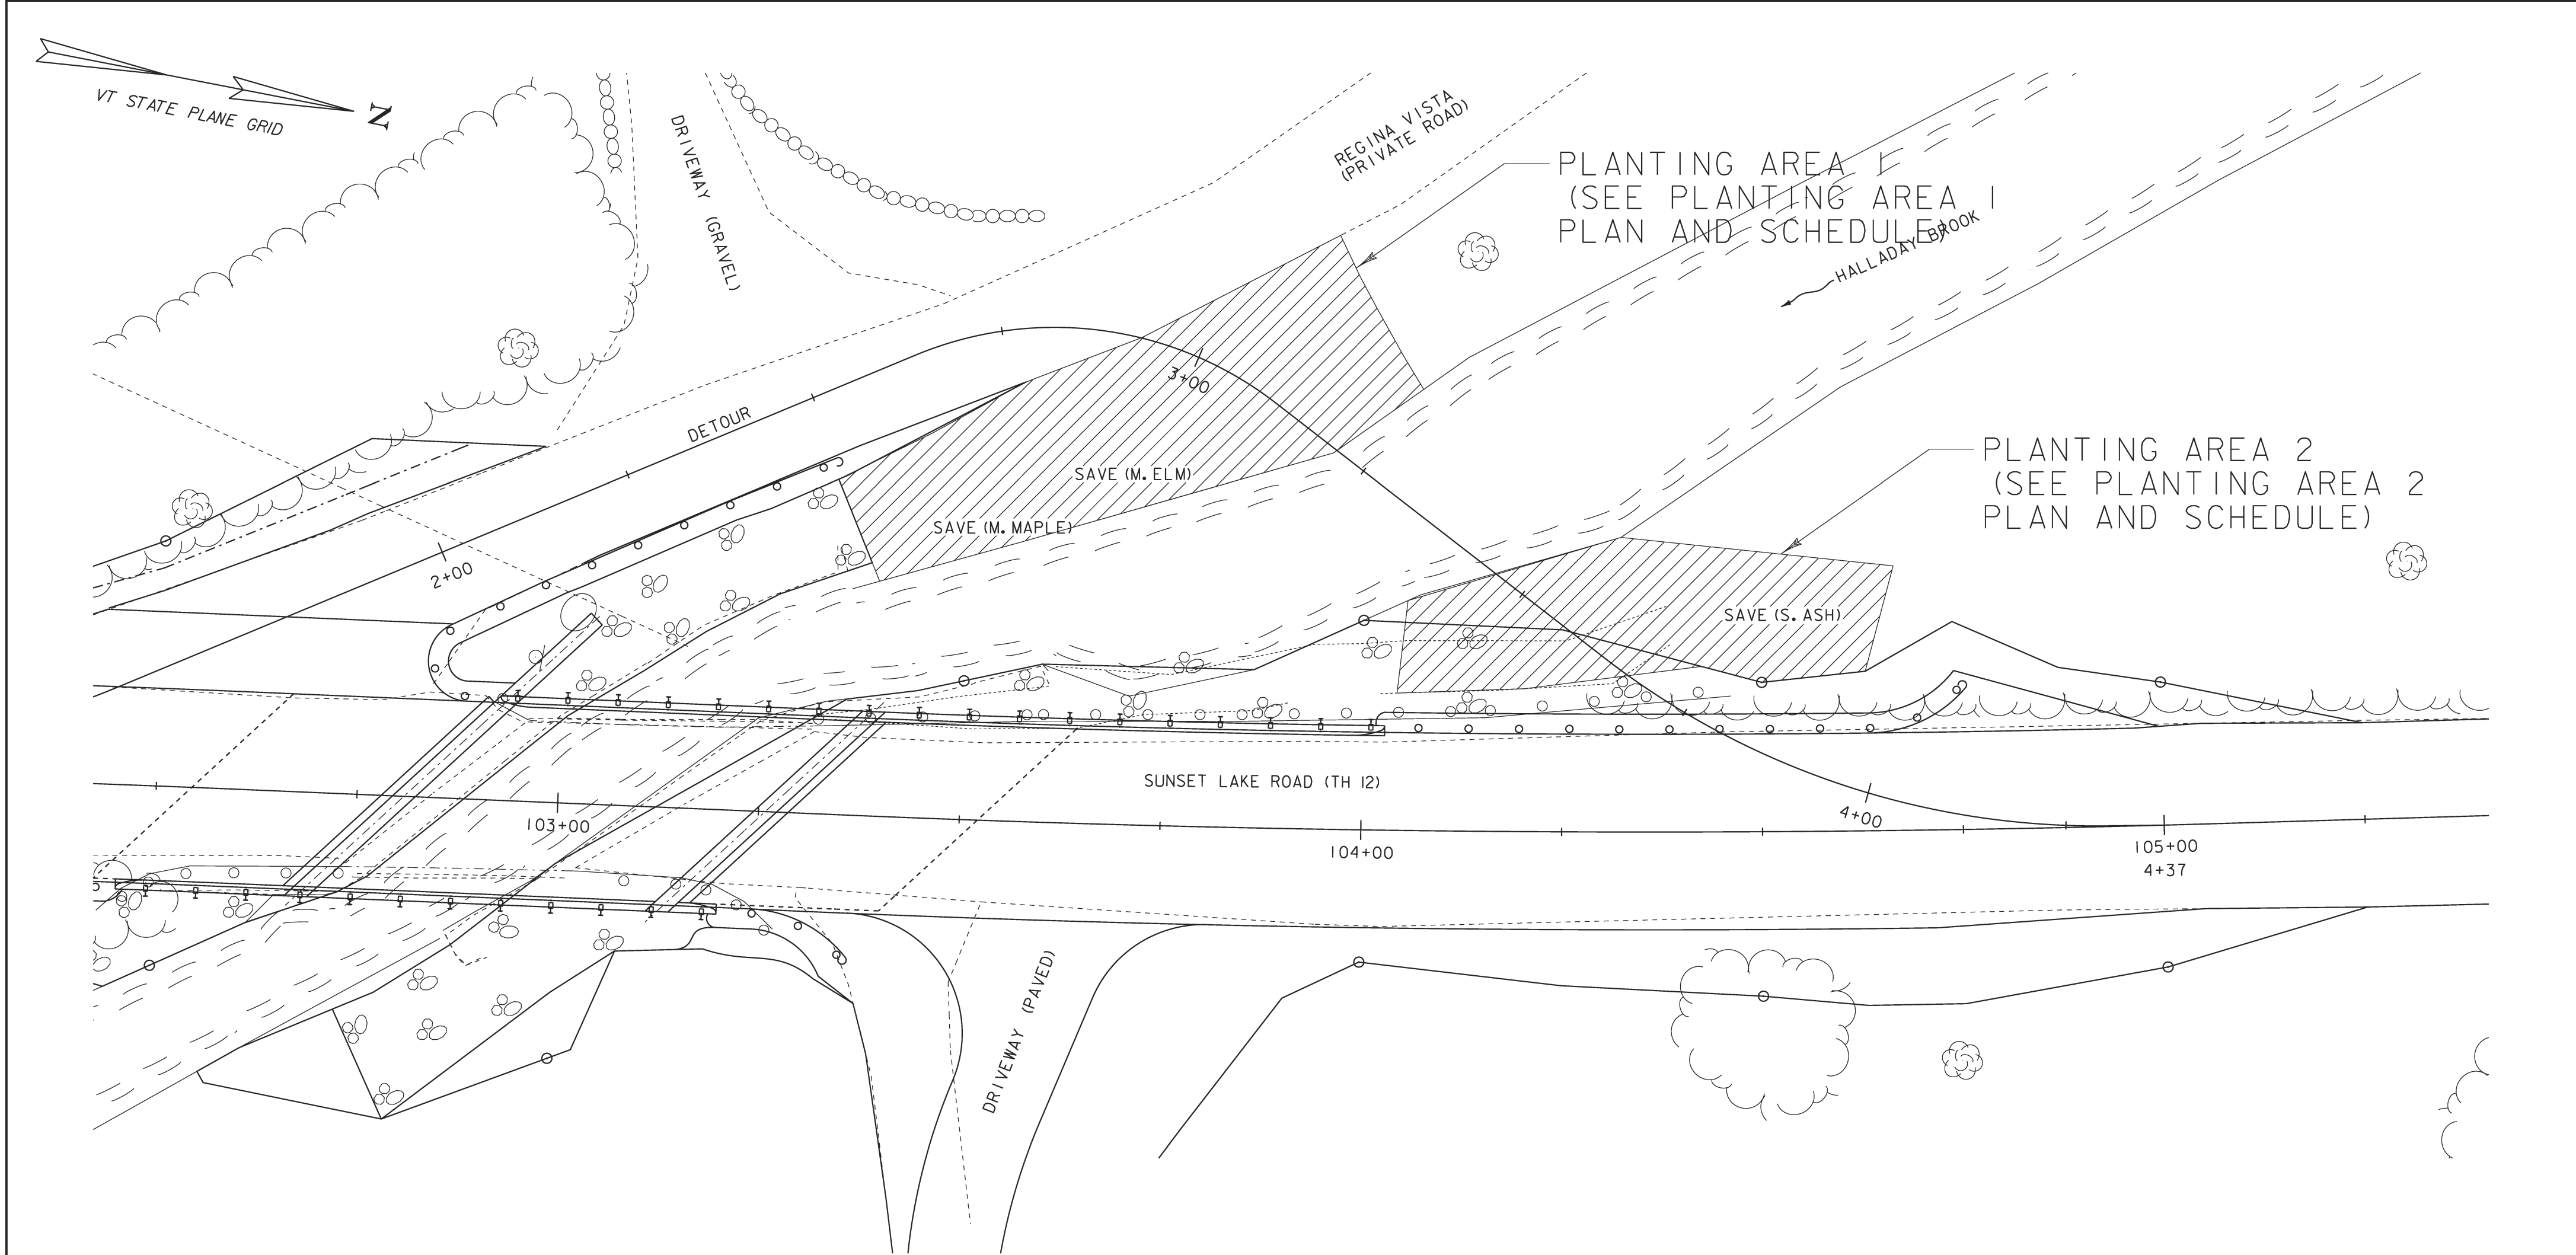 VT STATE PLANE GRID
N
DRIVEWAY (GRAVEL)
REGINA VISTA
(PRIVATE ROAD)
PLANTING AREA 1
(SEE PLANTING AREA 1
PLAN AND SCHEDULE)
HALLADAY BROOK
3+00
DETOUR
PLANTING AREA 2
(SEE PLANTING AREA 2
PLAN AND SCHEDULE)
SAVE (M. ELM)
SAVE (M. MAPLE)
2+00
SAVE (S. ASH)
SUNSET LAKE ROAD (TH 12)
103+00
4+00
104+00
105+00
4+37
DRIVEWAY (PAVED)